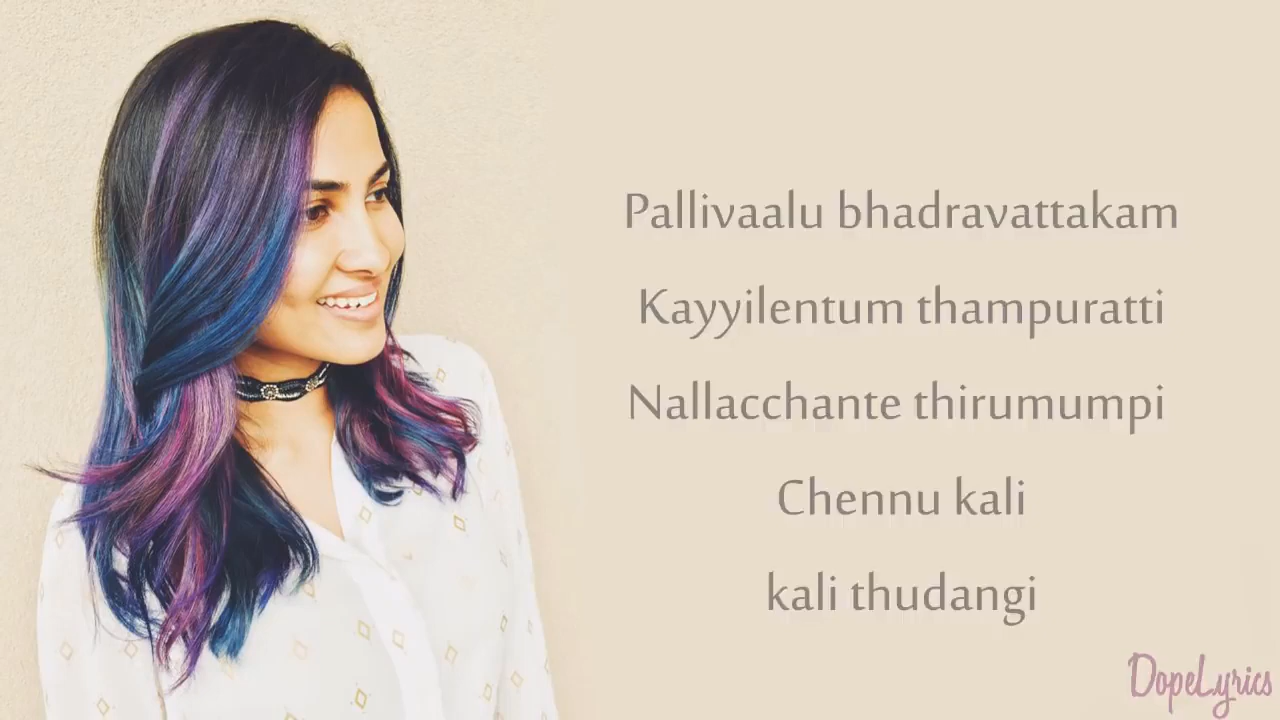 Pallivaalu bhadravattakam
Kayyilentum thampuratti
Nallacchante thirumumpi
Chennu kali
kali thudangi
DopeLyrics